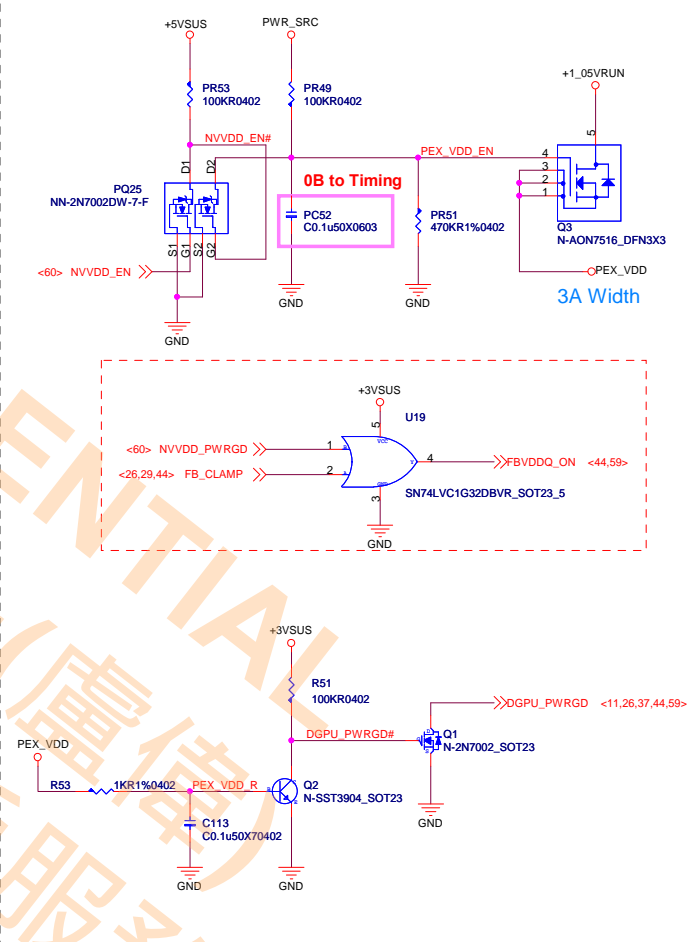 +5VSUS
PWR_SRC
+1_05VRUN
PR53
100KR0402
PR49
100KR0402
5
NVVDD_EN#
PEX_VDD_EN
4
3
2
1
D1
D2
0B to Timing
PQ25
NN-2N7002DW-7-F
PC52
C0.1u50X0603
PR51
470KR1%0402
Q3
N-AON7516_DFN3X3
S1
G1
S2
G2
<60> NVVDD_EN
PEX_VDD
3A Width
GND
GND
GND
+3VSUS
U19
5
VCC
<60> NVVDD_PWRGD
1
B
4
Y
FBVDDQ_ON <44,59>
<26,29,44> FB_CLAMP
2
A
GND
3
SN74LVC1G32DBVR_SOT23_5
GND
+3VSUS
R51
100KR0402
DGPU_PWRGD <11,26,37,44,59>
DGPU_PWRGD#
Q1
N-2N7002_SOT23
PEX_VDD
R53
1KR1%0402
PEX_VDD_R
Q2
N-SST3904_SOT23
C113
C0.1u50X70402
GND
GND
GND
ENTIAL
(盧偉)